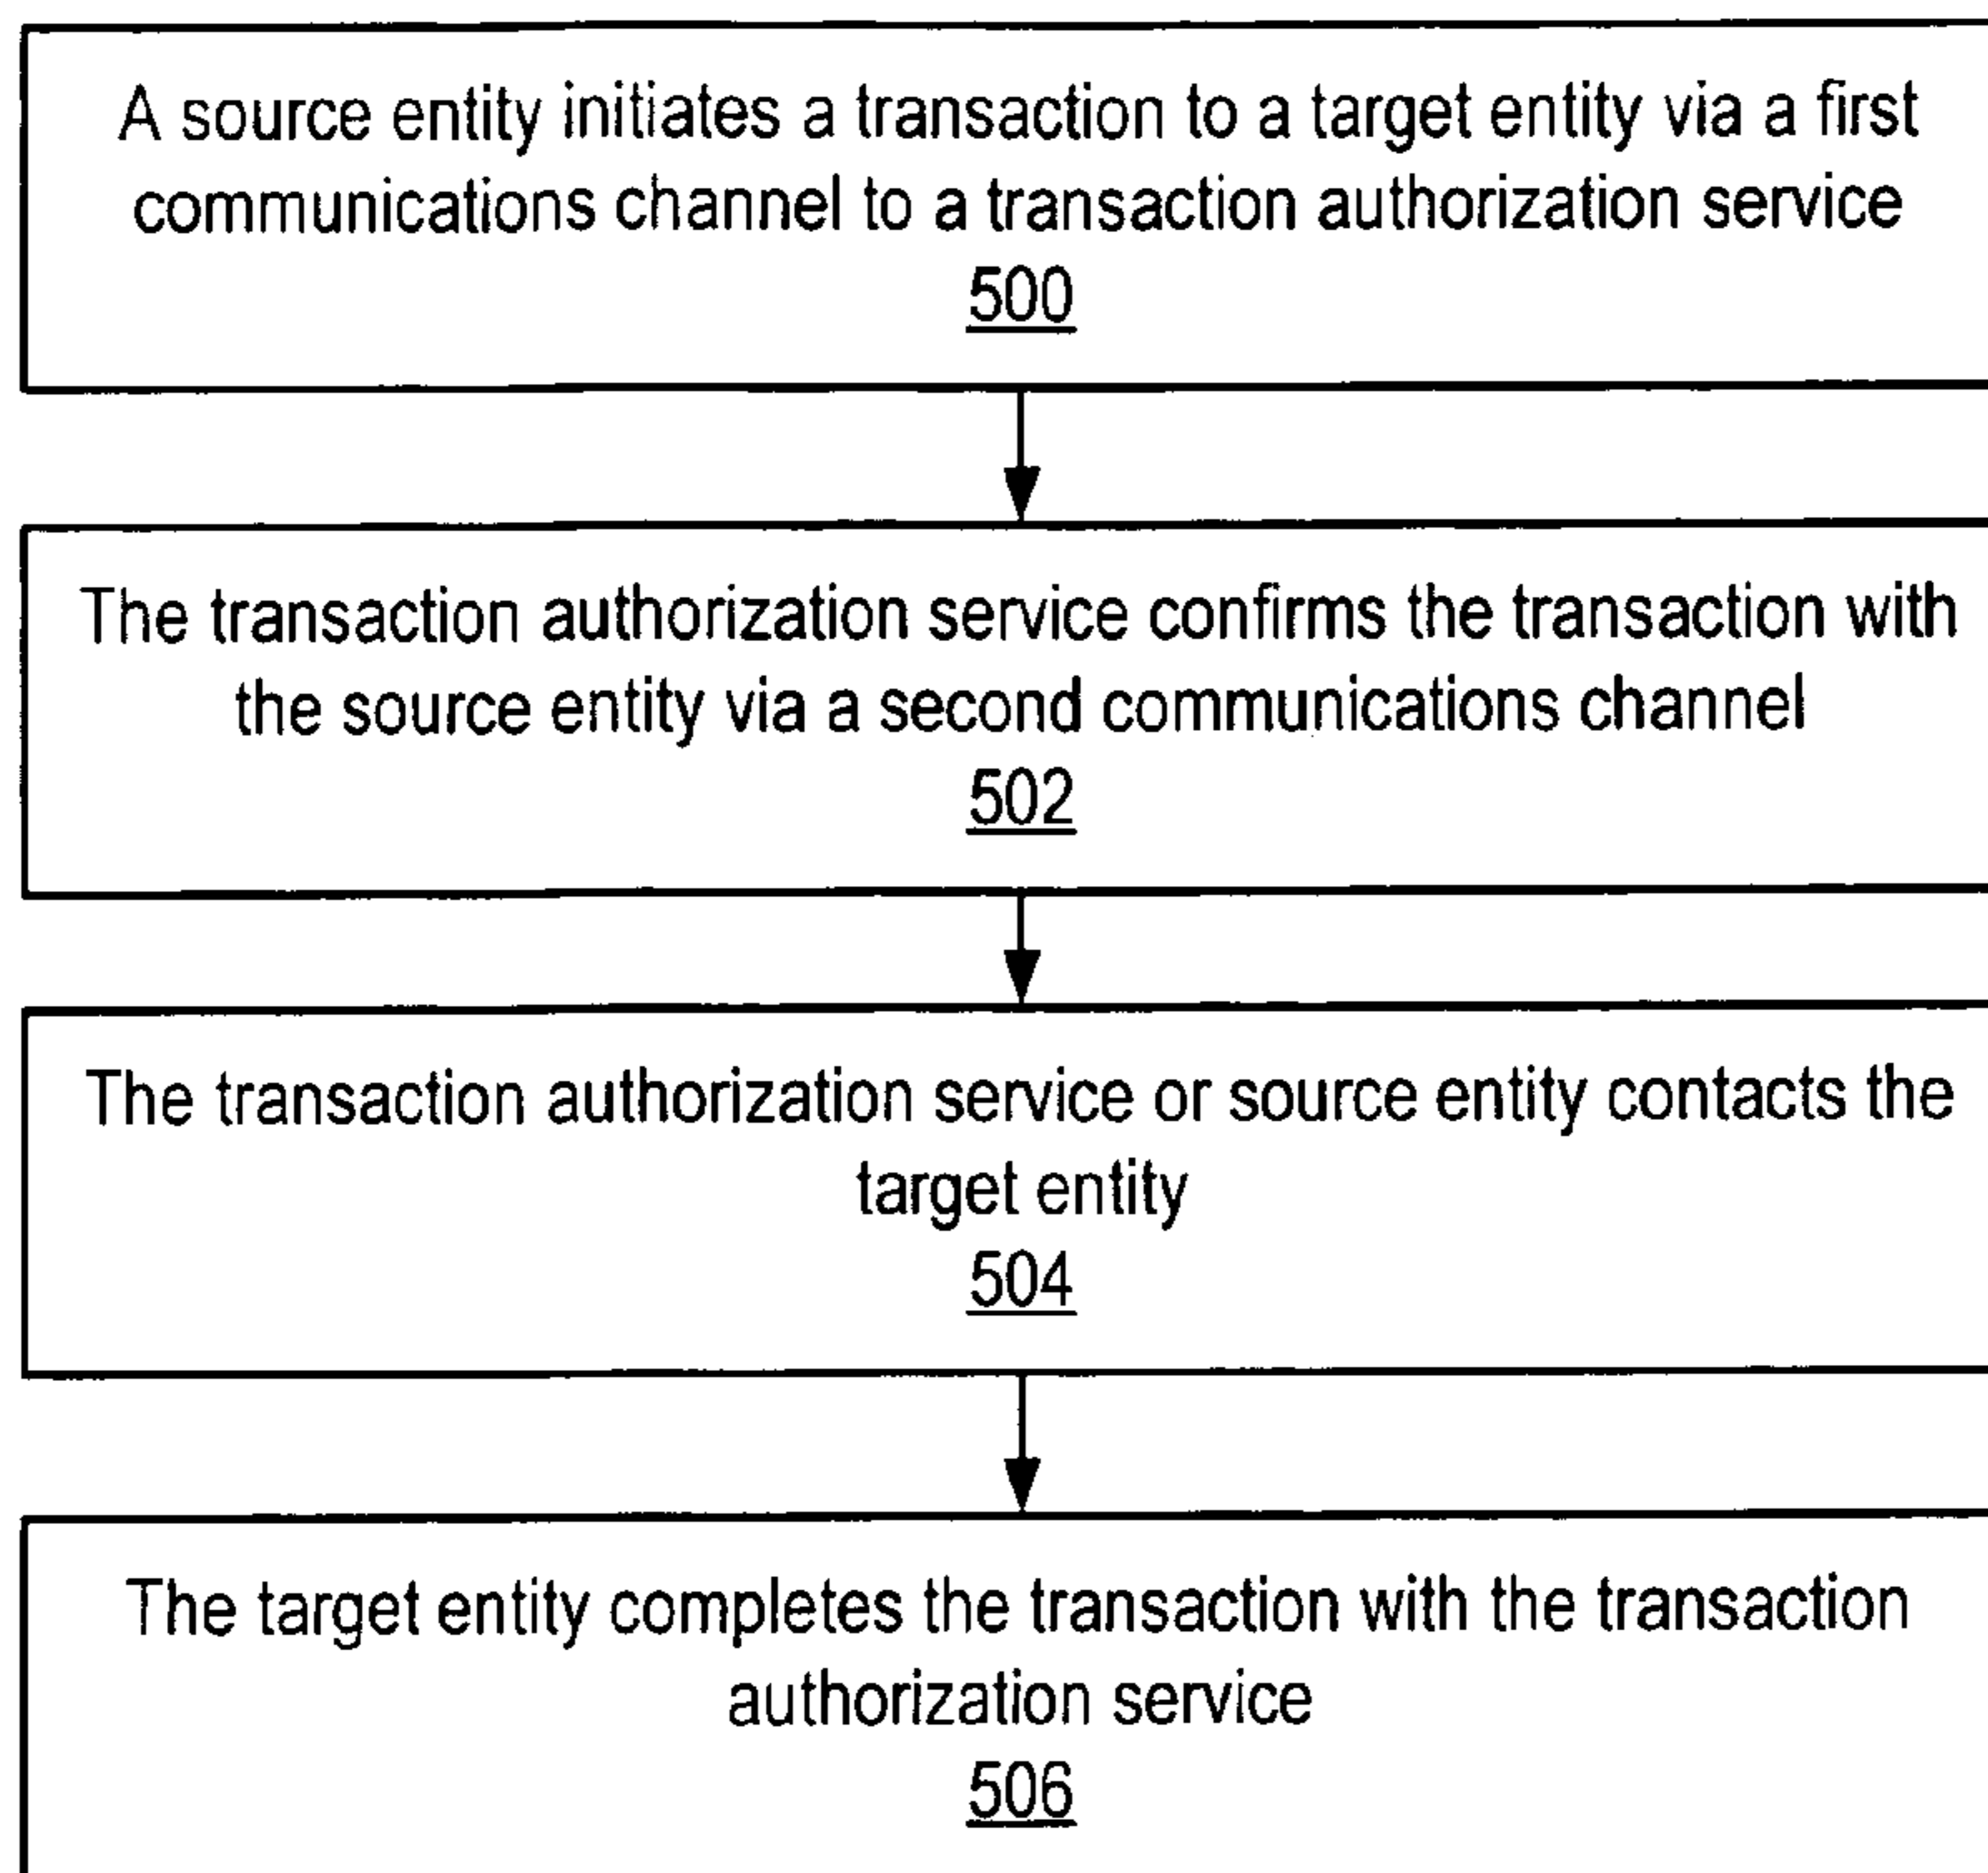 A source entity initiates a transaction to a target entity via a first
communications channel to a transaction authorization service
500
The transaction authorization service confirms the transaction with
the source entity via a second communications channel
502
The transaction authorization service or source entity contacts the
target entity
504
The target entity completes the transaction with the transaction
authorization service
506